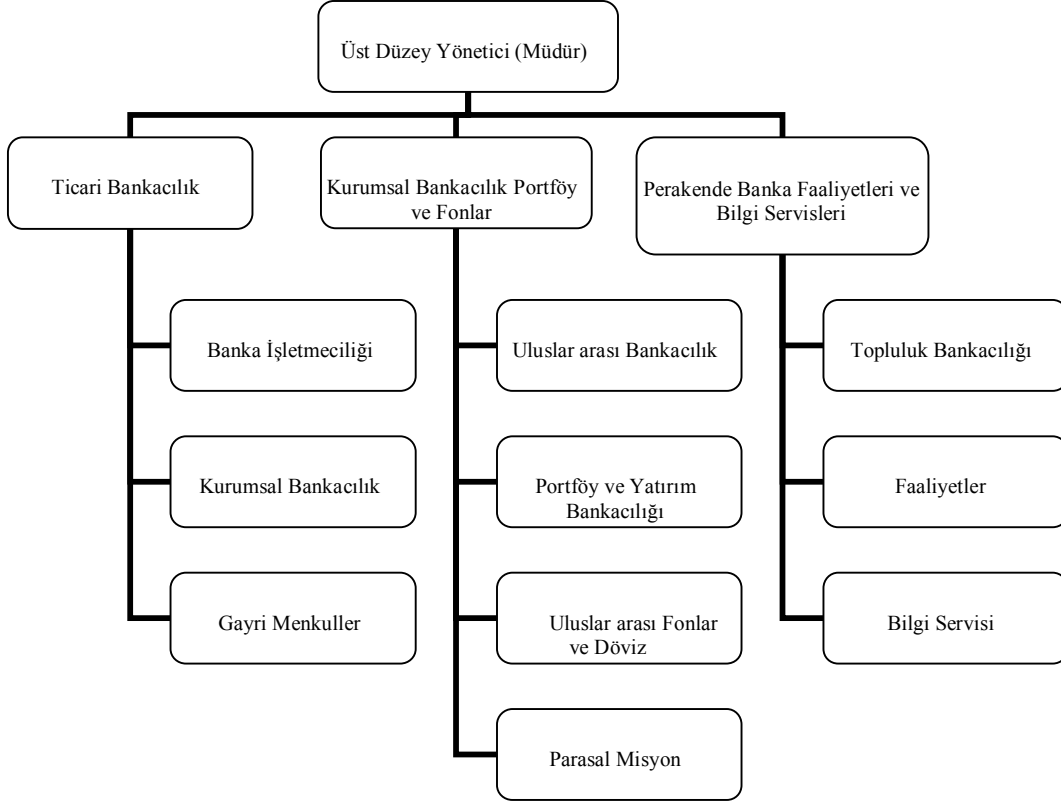 Üst Düzey Yönetici (Müdür)
Ticari Bankacılık
Kurumsal Bankacılık Portföy
ve Fonlar
Perakende Banka Faaliyetleri ve
Bilgi Servisleri
Banka İşletmeciliği
Uluslar arası Bankacılık
Topluluk Bankacılığı
Kurumsal Bankacılık
Portföy ve Yatırım
Bankacılığı
Faaliyetler
Gayri Menkuller
Uluslar arası Fonlar
ve Döviz
Bilgi Servisi
Parasal Misyon